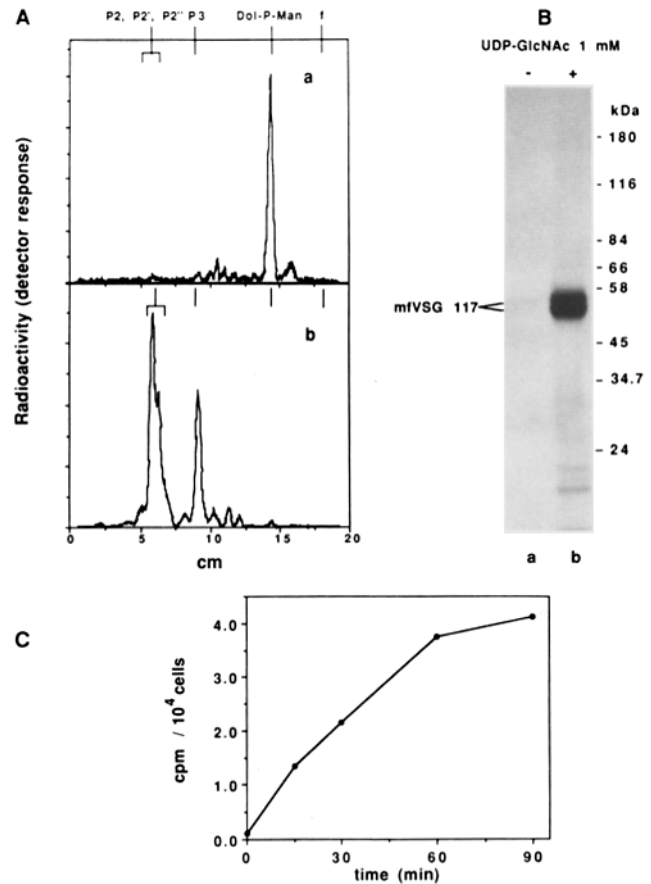 A
P2, P2', P2'' P3 Dol-P-Man f
a
b
Radioactivity (detector response)
0 5 10 15 20
cm
B
UDP-GlcNAc 1 mM
- +
kDa
- 180
- 116
- 84
- 66
- 58
mfVSG 117
- 45
- 34.7
- 24
a b
C
4.0
3.0
2.0
1.0
0.0
cpm / 10⁴ cells
0 30 60 90
time (min)